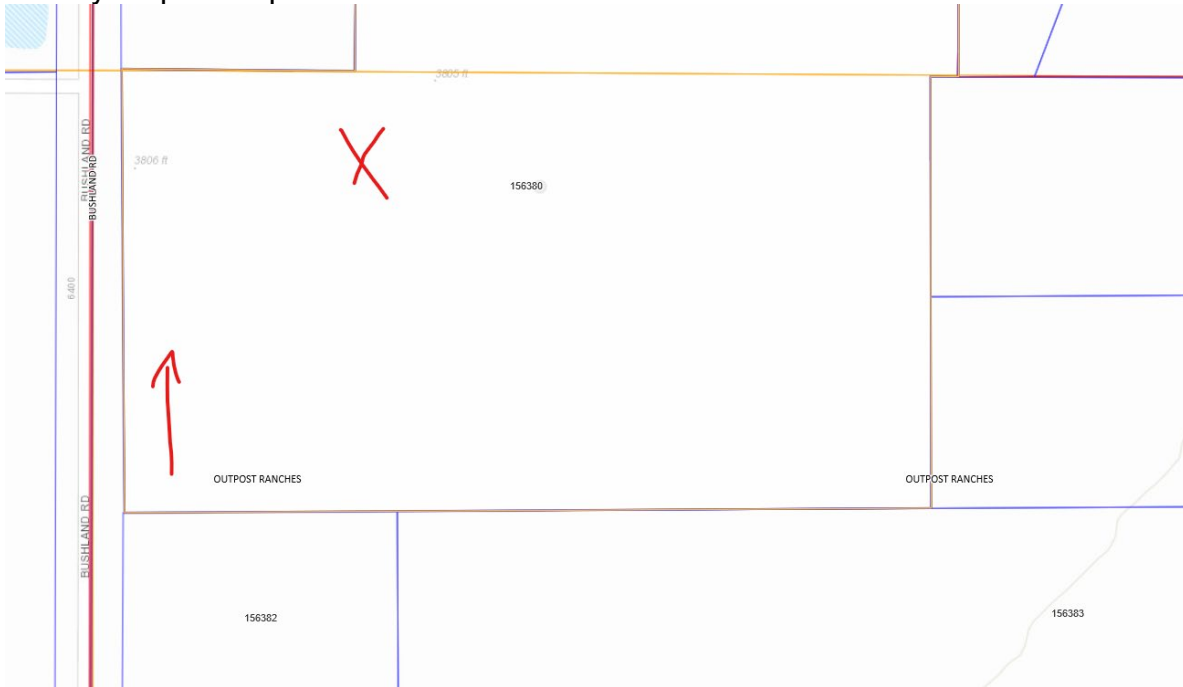 3805 ft
BUSHLAND RD
BUSHLAND RD
3806 ft
156380
6400
OUTPOST RANCHES
OUTPOST RANCHES
BUSHLAND RD
156382
156383